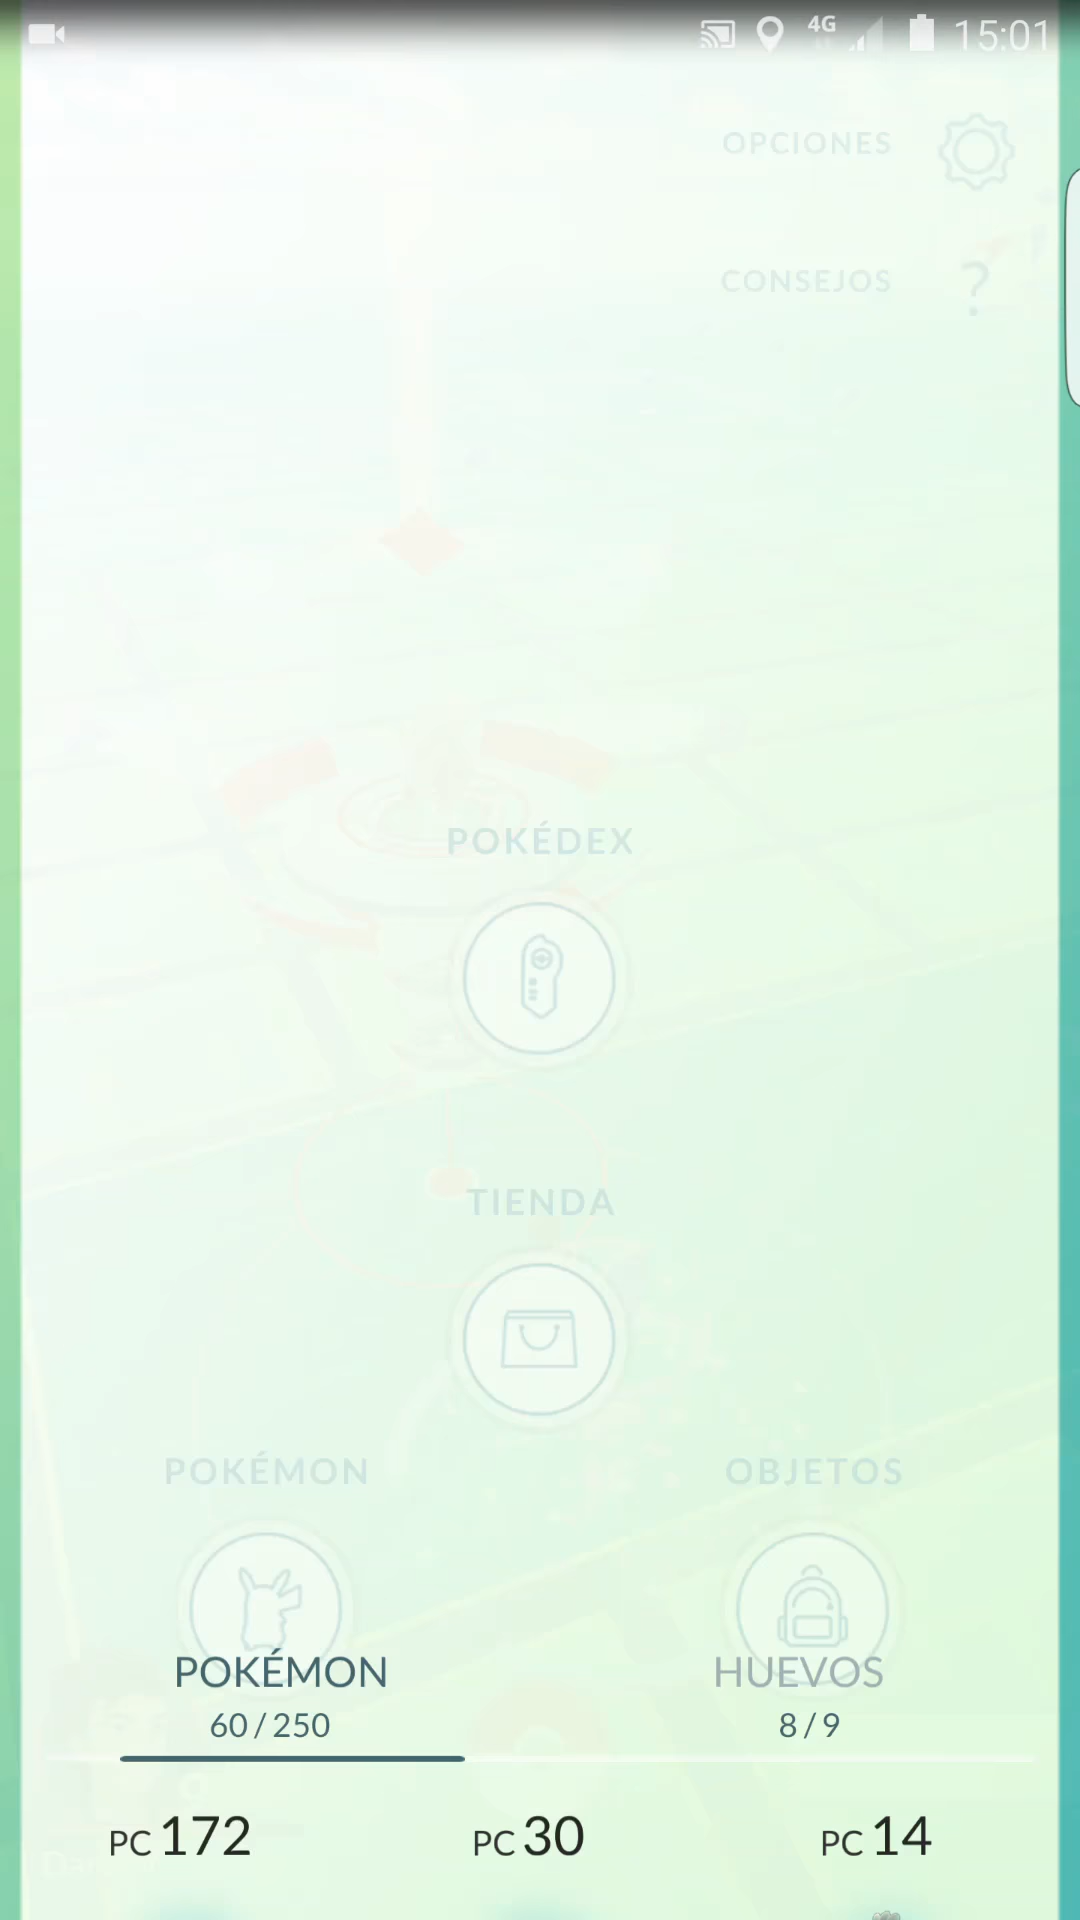 4G 15:01
OPCIONES
CONSEJOS
?
POKÉDEX
TIENDA
POKÉMON OBJETOS
POKÉMON HUEVOS
60/250 8/9
PC 172 PC 30 PC 14